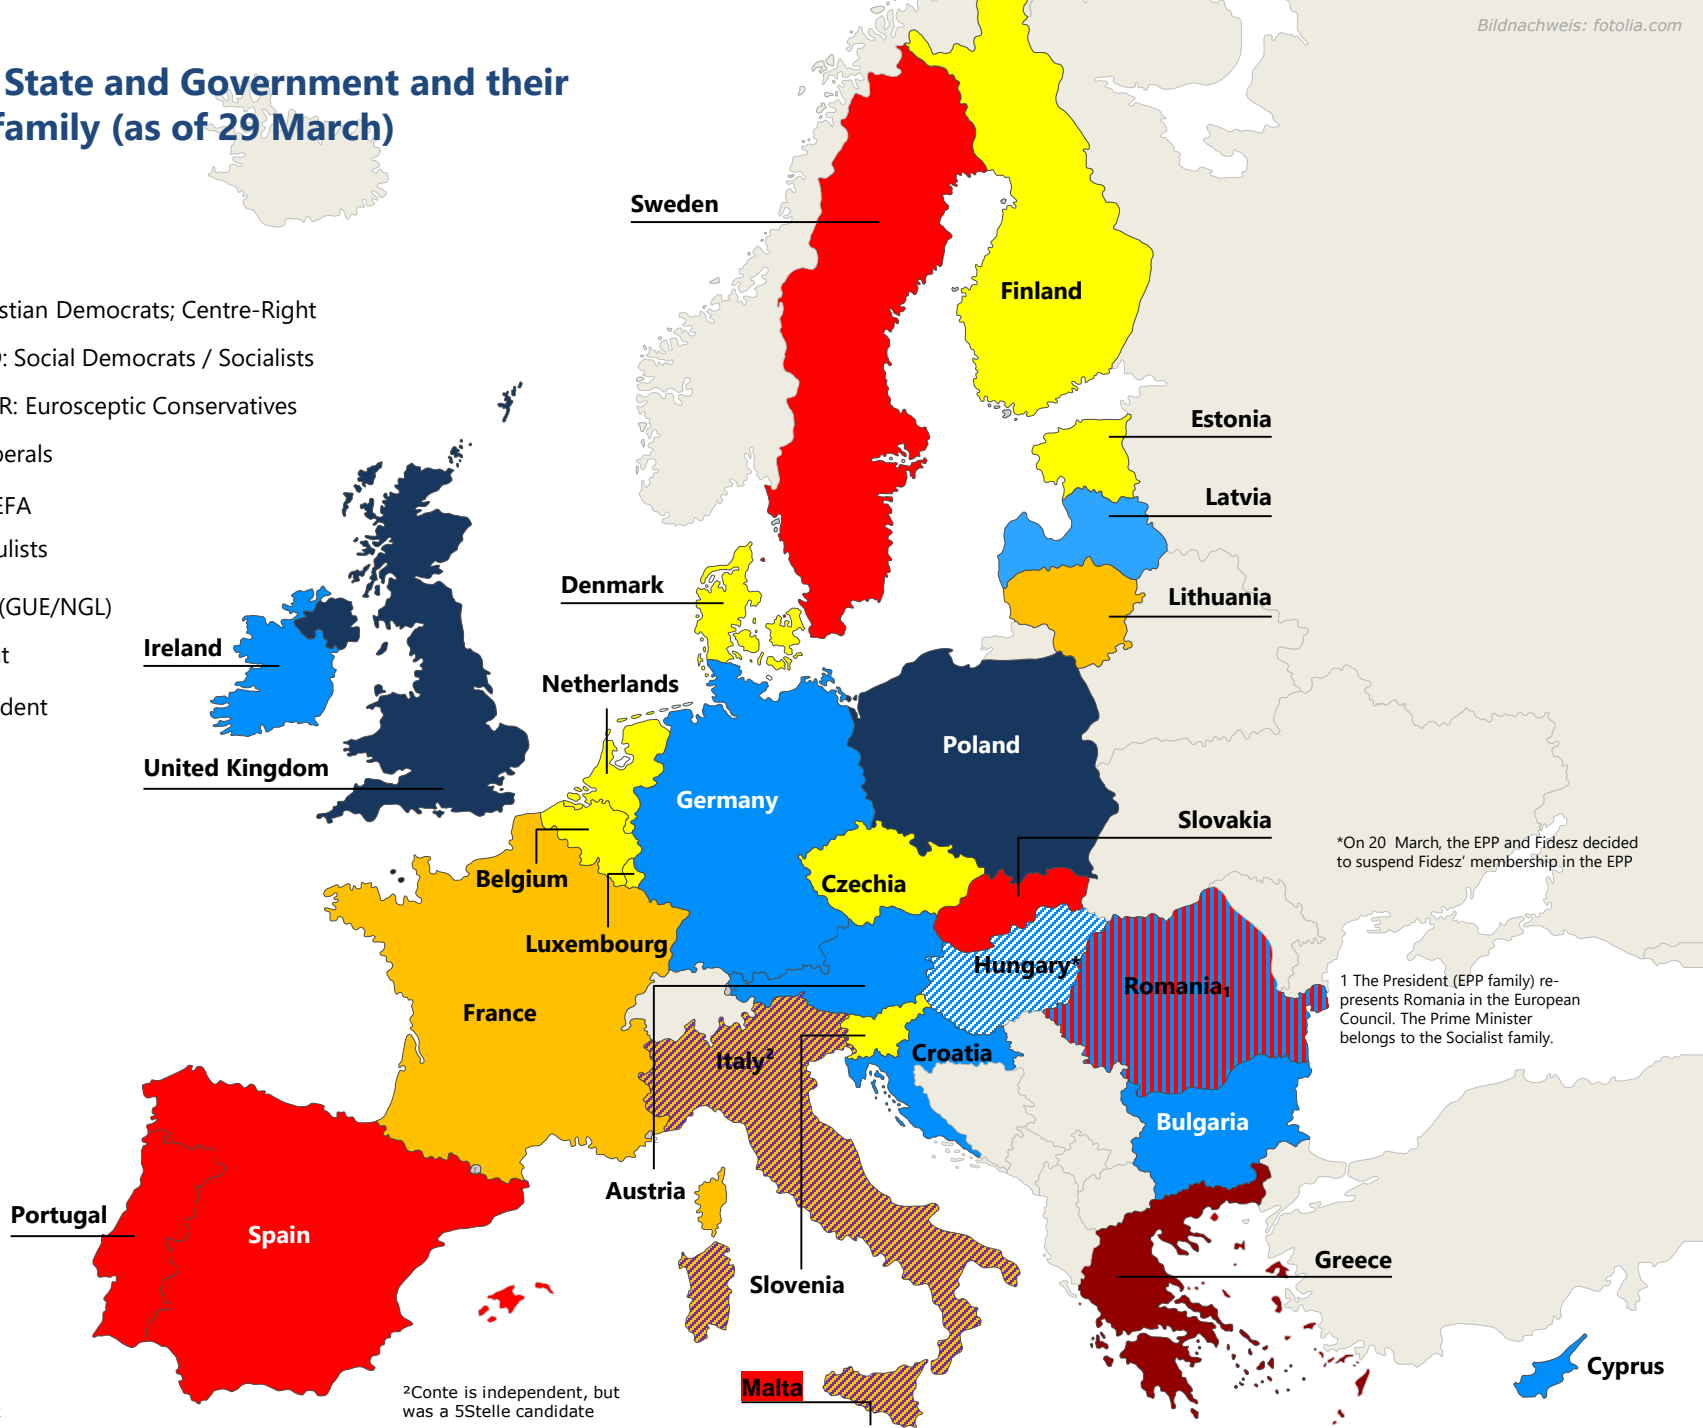 Bildnachweis: fotolia.com
State and Government and their
family (as of 29 March)
stian Democrats; Centre-Right
: Social Democrats / Socialists
R: Eurosceptic Conservatives
berals
EFA
ulists
(GUE/NGL)
t
dent
Sweden
Finland
Estonia
Latvia
Lithuania
Denmark
Ireland
Netherlands
United Kingdom
Poland
Germany
Slovakia
*On 20 March, the EPP and Fidesz decided
to suspend Fidesz‘ membership in the EPP
Belgium
Czechia
Luxembourg
Hungary*
Romania1
1 The President (EPP family) re-
presents Romania in the European
Council. The Prime Minister
belongs to the Socialist family.
France
Italy²
Croatia
Bulgaria
Austria
Portugal
Spain
Slovenia
Greece
Cyprus
Malta
²Conte is independent, but
was a 5Stelle candidate